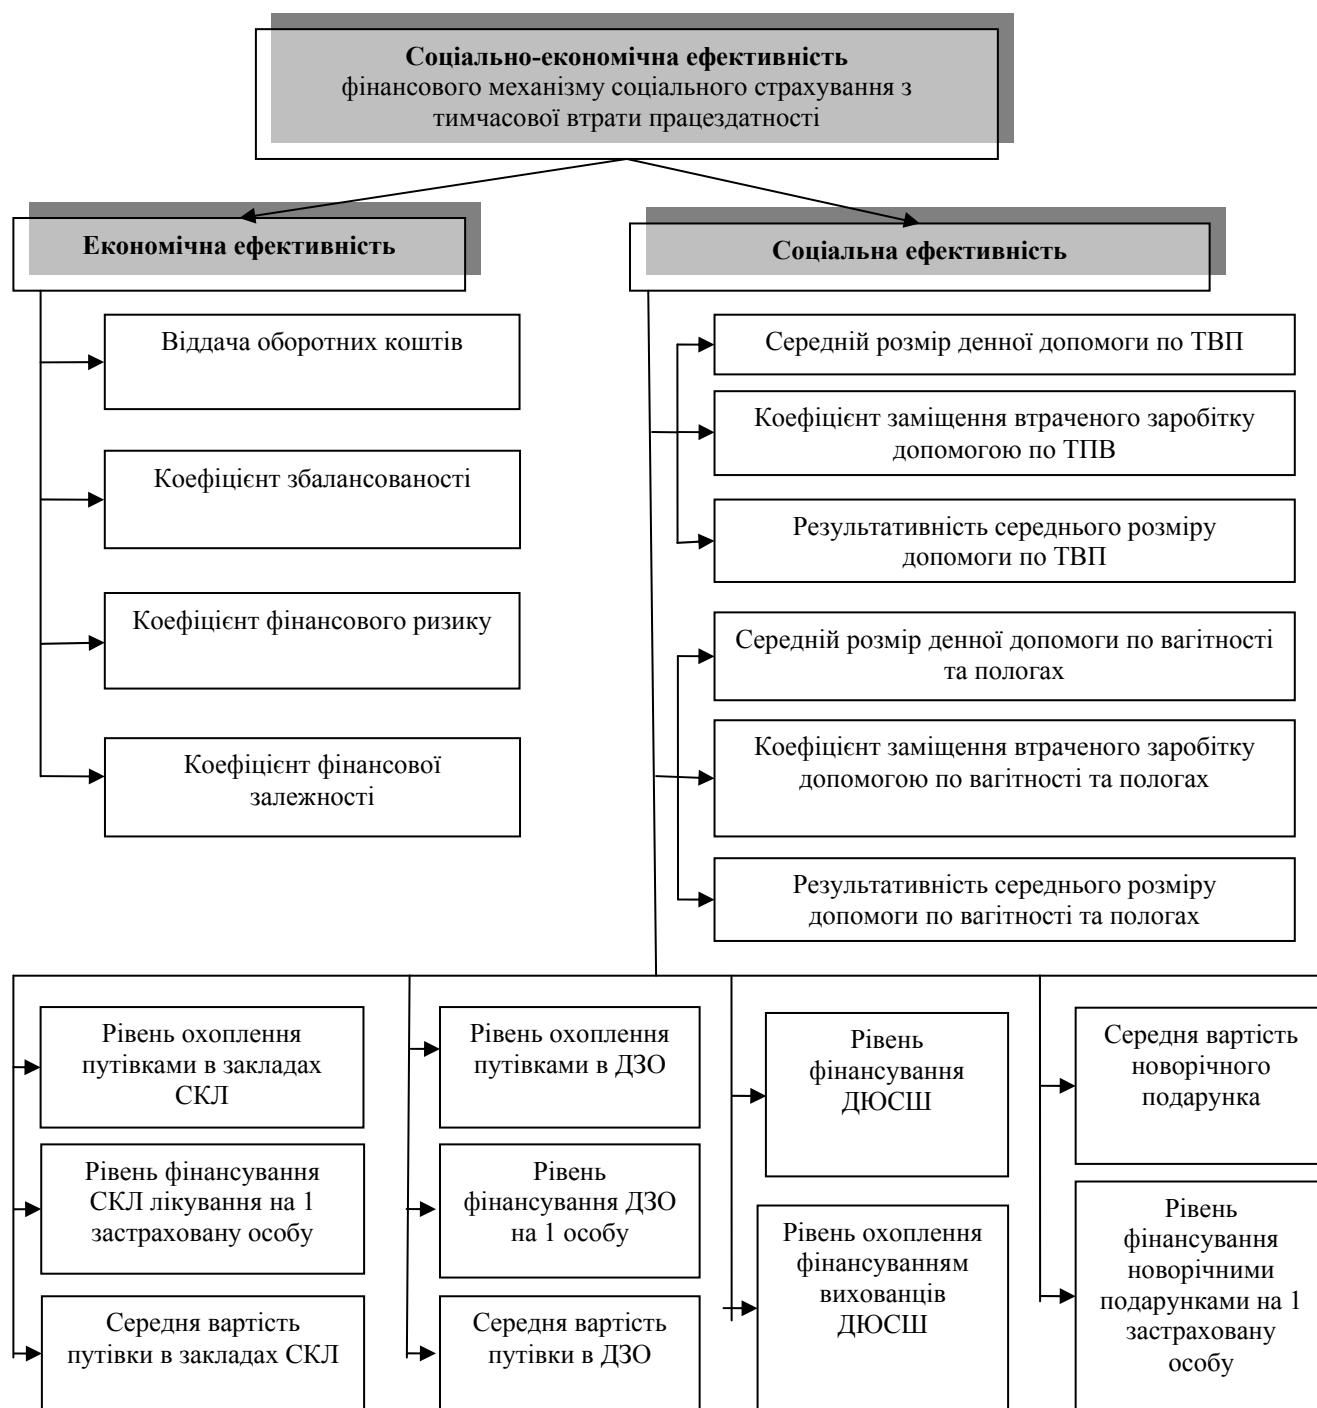 Соціально-економічна ефективність
фінансового механізму соціального страхування з
тимчасової втрати працездатності
Економічна ефективність
Соціальна ефективність
Віддача оборотних коштів
Коефіцієнт збалансованості
Коефіцієнт фінансового ризику
Коефіцієнт фінансової
залежності
Середній розмір денної допомоги по ТВП
Коефіцієнт заміщення втраченого заробітку
допомогою по ТПВ
Результативність середнього розміру
допомоги по ТВП
Середній розмір денної допомоги по вагітності
та пологах
Коефіцієнт заміщення втраченого заробітку
допомогою по вагітності та пологах
Результативність середнього розміру
допомоги по вагітності та пологах
Рівень охоплення
путівками в закладах
СКЛ
Рівень фінансування
СКЛ лікування на 1
застраховану особу
Середня вартість
путівки в закладах СКЛ
Рівень охоплення
путівками в ДЗО
Рівень
фінансування ДЗО
на 1 особу
Середня вартість
путівки в ДЗО
Рівень
фінансування
ДЮСШ
Рівень охоплення
фінансуванням
вихованців
ДЮСШ
Середня вартість
новорічного
подарунка
Рівень
фінансування
новорічними
подарунками на 1
застраховану
особу